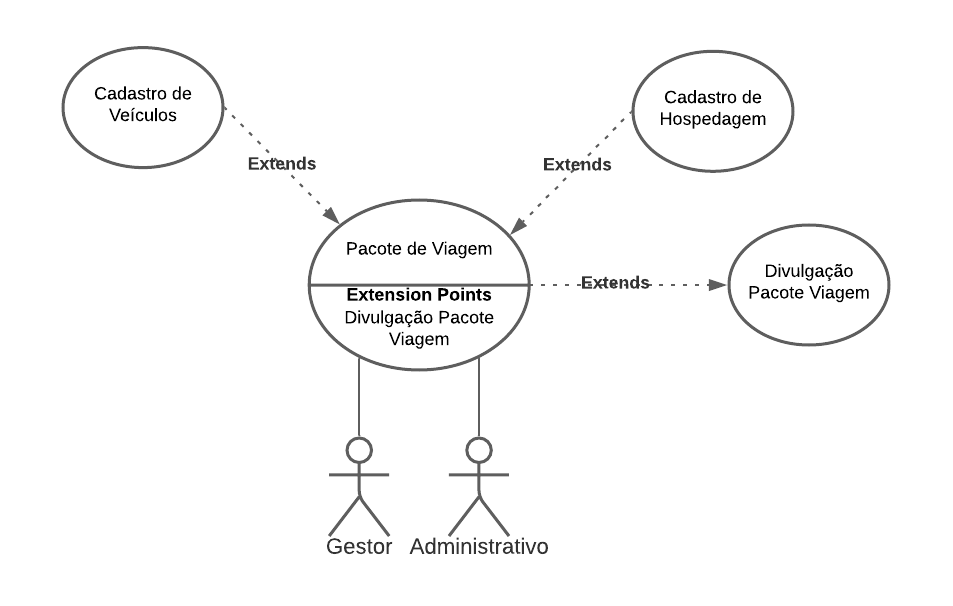 Cadastro de
Veículos
Cadastro de
Hospedagem
Extends
Extends
Pacote de Viagem
Extension Points
Divulgação Pacote
Viagem
Extends
Divulgação
Pacote Viagem
Gestor
Administrativo